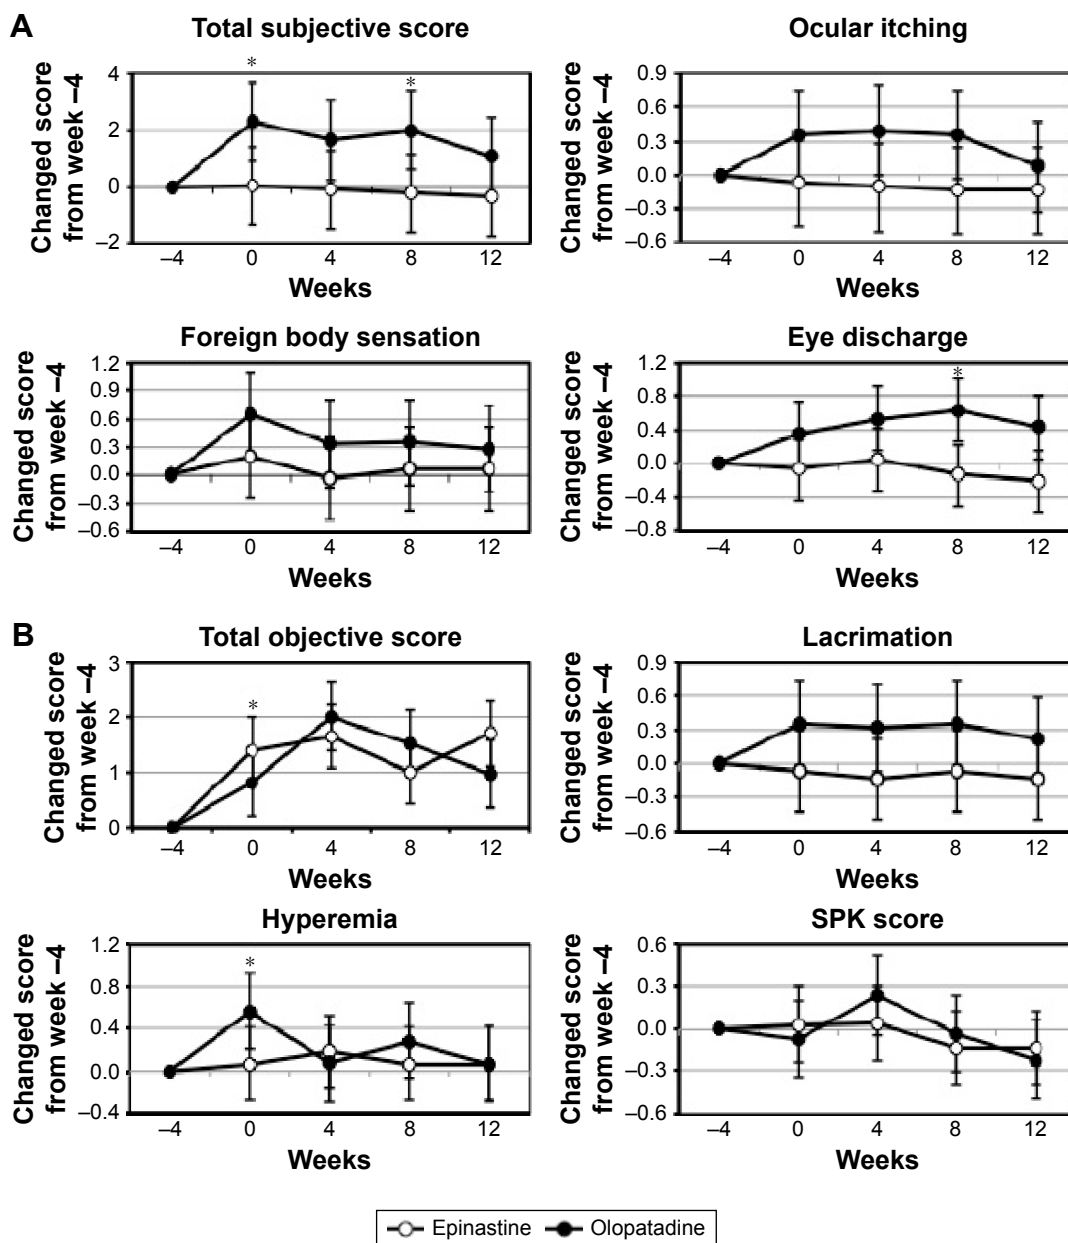 A
Total subjective score
Changed score
from week –4
4
2
0
–2
*
*
–4 0 4 8 12
Weeks
Ocular itching
Changed score
from week –4
0.9
0.6
0.3
0.0
–0.3
–0.6
–4 0 4 8 12
Weeks
Foreign body sensation
Changed score
from week –4
1.2
0.9
0.6
0.3
0.0
–0.3
–0.6
–4 0 4 8 12
Weeks
Eye discharge
Changed score
from week –4
1.2
0.8
0.4
0.0
–0.4
–0.8
*
–4 0 4 8 12
Weeks
B
Total objective score
Changed score
from week –4
3
2
1
0
*
–4 0 4 8 12
Weeks
Lacrimation
Changed score
from week –4
0.9
0.6
0.3
0.0
–0.3
–0.6
–4 0 4 8 12
Weeks
Hyperemia
Changed score
from week –4
1.2
0.8
0.4
0.0
–0.4
*
–4 0 4 8 12
Weeks
SPK score
Changed score
from week –4
0.6
0.3
0.0
–0.3
–0.6
–4 0 4 8 12
Weeks
Epinastine Olopatadine